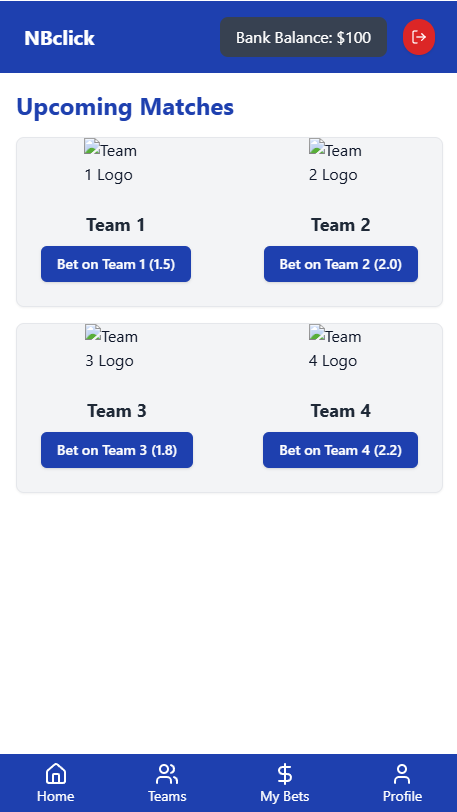 NBclick
Bank Balance: $100
Upcoming Matches
Team
1 Logo
Team
2 Logo
Team 1
Team 2
Bet on Team 1 (1.5)
Bet on Team 2 (2.0)
Team
3 Logo
Team
4 Logo
Team 3
Team 4
Bet on Team 3 (1.8)
Bet on Team 4 (2.2)
Home
Teams
My Bets
Profile